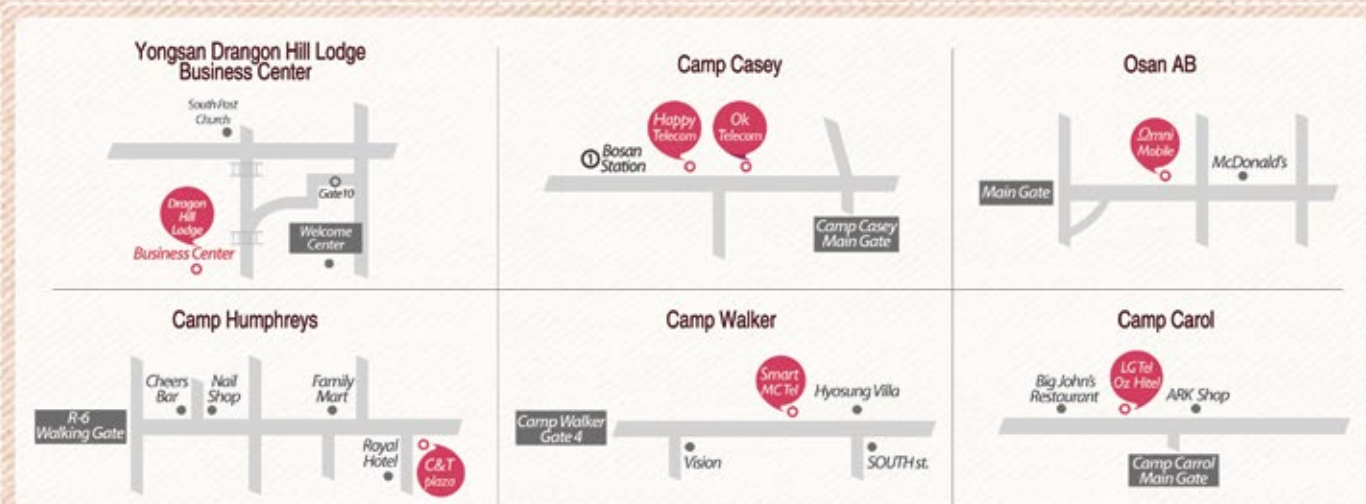 Yongsan Drangon Hill Lodge
Business Center
South Post
Church
Gate10
Dragon
Hill
Lodge
Business Center
Welcome
Center
Camp Casey
Happy
Telecom
Ok
Telecom
1 Bosan
Station
Camp Casey
Main Gate
Osan AB
Omni
Mobile
McDonald's
Main Gate
Camp Humphreys
Cheers
Bar
Nail
Shop
Family
Mart
R-6
Walking Gate
Royal
Hotel
C&T
plaza
Camp Walker
Smart
MC Tel
Hyosung Villa
Camp Walker
Gate 4
Vision
SOUTH st.
Camp Carol
Big John's
Restaurant
LG Tel
Oz Hitel
ARK Shop
Camp Carrol
Main Gate